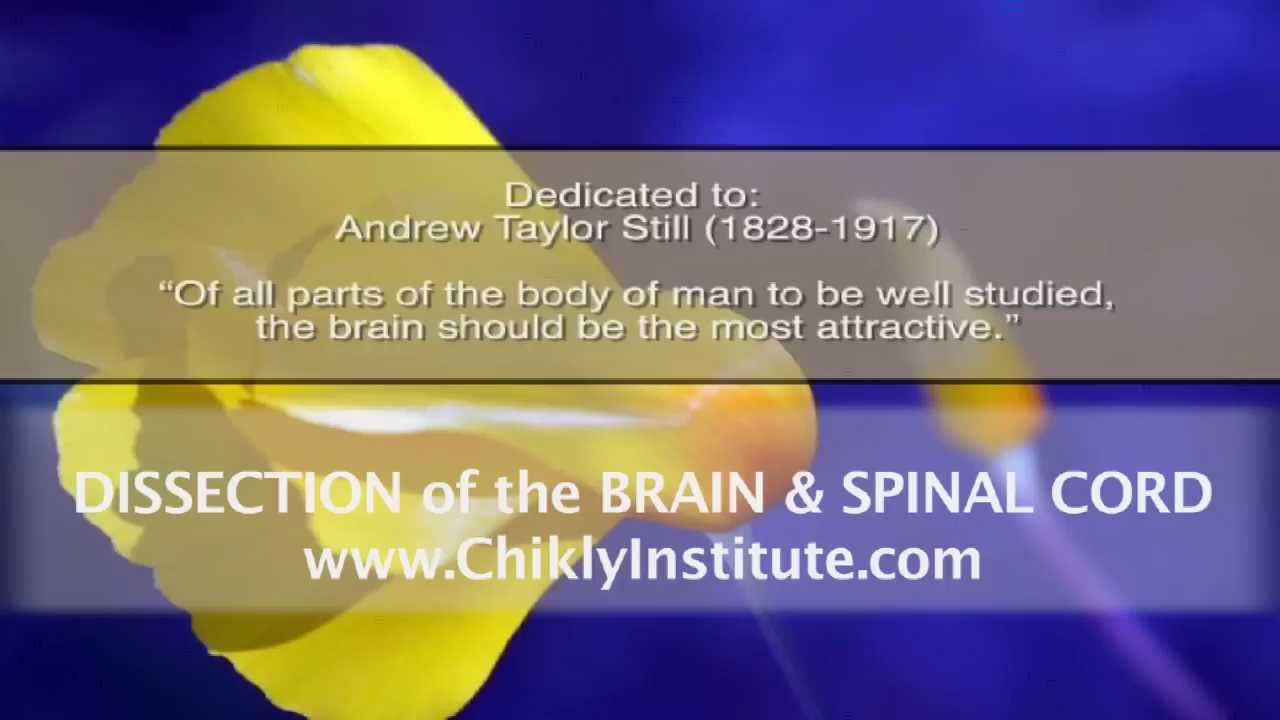 Dedicated to:
Andrew Taylor Still (1828-1917)
“Of all parts of the body of man to be well studied,
the brain should be the most attractive.”
DISSECTION of the BRAIN & SPINAL CORD
www.ChiklyInstitute.com